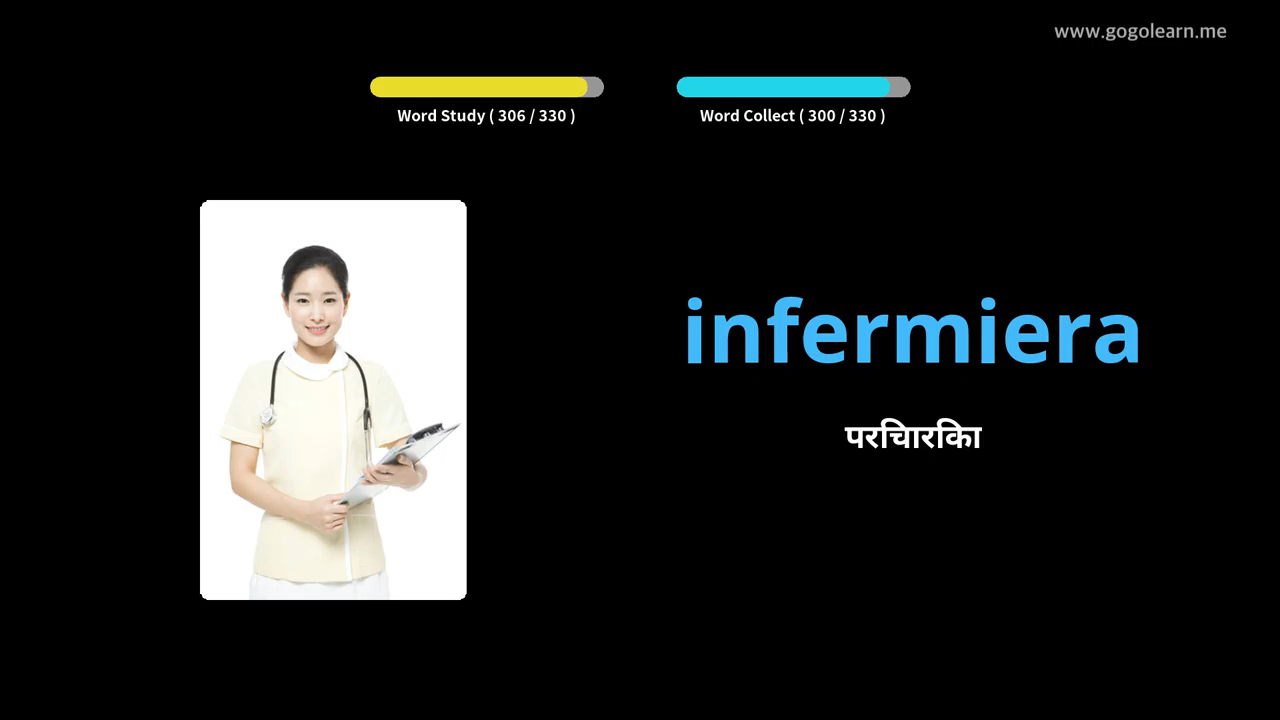 www.gogolearn.me
Word Study ( 306 / 330 )
Word Collect ( 300 / 330 )
infermiera
परिचारिका